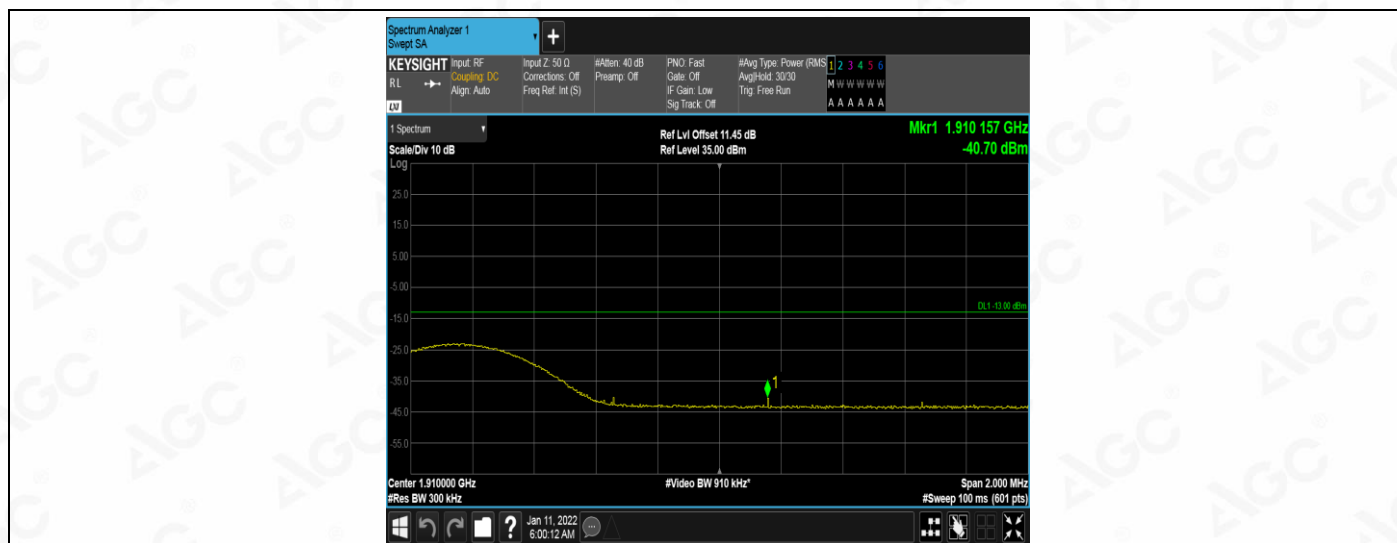 Spectrum Analyzer 1
Swept SA
KEYSIGHT
RL
LXI
Input: RF
Coupling: DC
Align: Auto
Input Z: 50 Ω
Corrections: Off
Freq Ref: Int (S)
#Atten: 40 dB
Preamp: Off
PNO: Fast
Gate: Off
IF Gain: Low
Sig Track: Off
#Avg Type: Power (RMS
Avg|Hold: 30/30
Trig: Free Run
1 2 3 4 5 6
M W W W W W
A A A A A A
1 Spectrum
Scale/Div 10 dB
Log
Ref Lvl Offset 11.45 dB
Ref Level 35.00 dBm
Mkr1 1.910 157 GHz
-40.70 dBm
25.0
15.0
5.00
-5.00
DL1 -13.00 dBm
-15.0
-25.0
-35.0
1
-45.0
-55.0
Center 1.910000 GHz
#Res BW 300 kHz
#Video BW 910 kHz*
Span 2.000 MHz
#Sweep 100 ms (601 pts)
?
Jan 11, 2022
6:00:12 AM
AGC